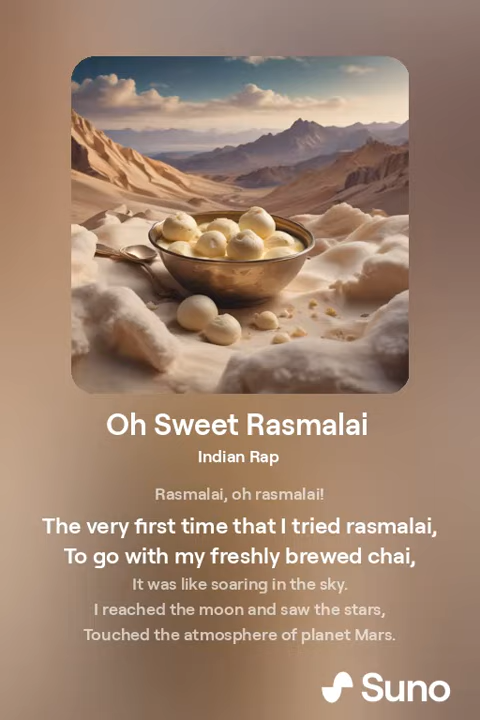 Oh Sweet Rasmalai
Indian Rap
Rasmalai, oh rasmalai!
The very first time that I tried rasmalai,
To go with my freshly brewed chai,
It was like soaring in the sky.
I reached the moon and saw the stars,
Touched the atmosphere of planet Mars.
Suno